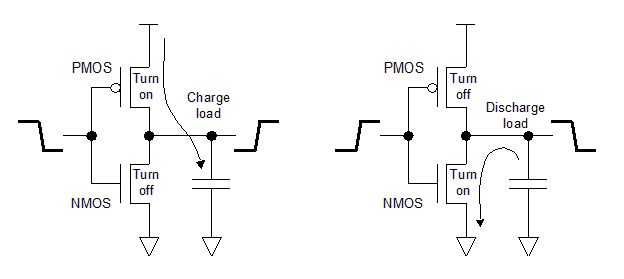 PMOS
Turn
on
Charge
load
Turn
off
NMOS
PMOS
Turn
off
Discharge
load
Turn
on
NMOS